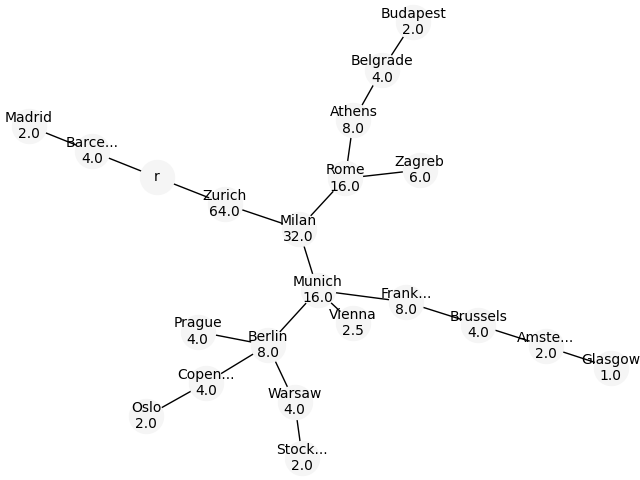 Budapest
2.0
Belgrade
4.0
Athens
8.0
Madrid
2.0
Barce...
4.0
r
Zagreb
6.0
Rome
16.0
Zurich
64.0
Milan
32.0
Munich
16.0
Frank...
8.0
Vienna
2.5
Brussels
4.0
Prague
4.0
Berlin
8.0
Amste...
2.0
Glasgow
1.0
Copen...
4.0
Warsaw
4.0
Oslo
2.0
Stock...
2.0